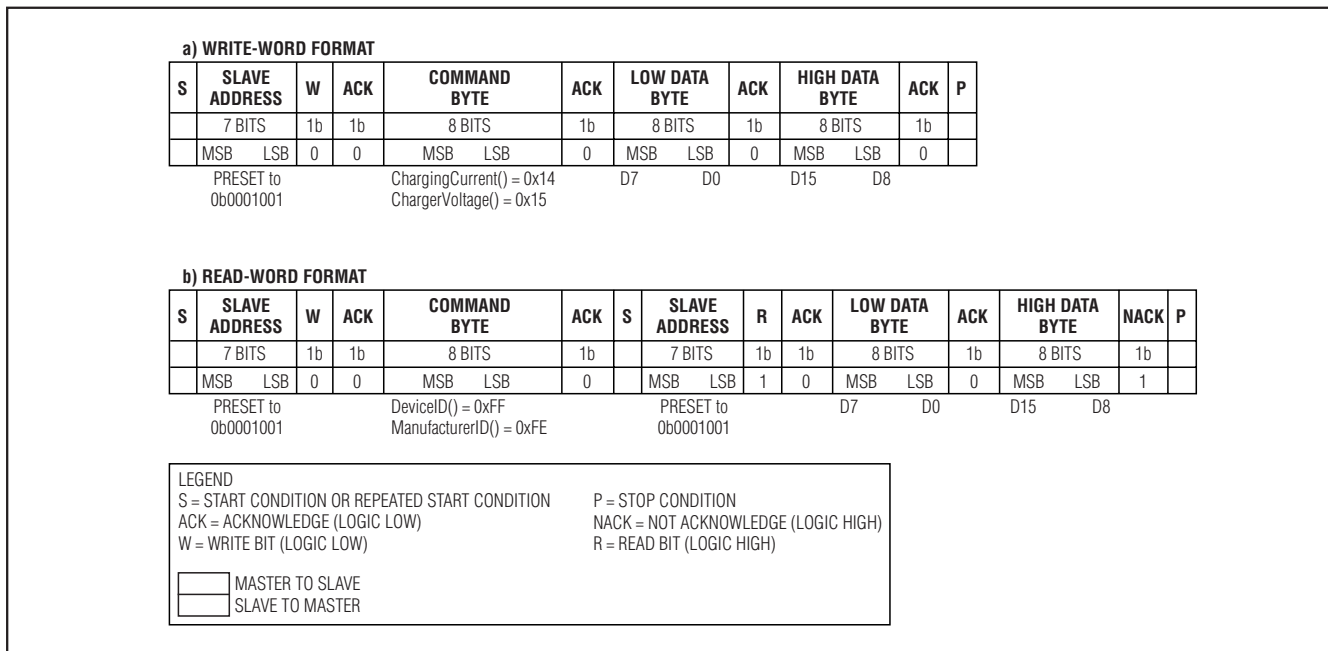 a) WRITE-WORD FORMAT
S SLAVE ADDRESS W ACK COMMAND BYTE ACK LOW DATA BYTE ACK HIGH DATA BYTE ACK P
7 BITS 1b 1b 8 BITS 1b 8 BITS 1b 8 BITS 1b
MSB LSB 0 0 MSB LSB 0 MSB LSB 0 MSB LSB 0
PRESET to ChargingCurrent() = 0x14 D7 D0 D15 D8
0b0001001 ChargerVoltage() = 0x15
b) READ-WORD FORMAT
S SLAVE ADDRESS W ACK COMMAND BYTE ACK S SLAVE ADDRESS R ACK LOW DATA BYTE ACK HIGH DATA BYTE NACK P
7 BITS 1b 1b 8 BITS 1b 7 BITS 1b 1b 8 BITS 1b 8 BITS 1b
MSB LSB 0 0 MSB LSB 0 MSB LSB 1 0 MSB LSB 0 MSB LSB 1
PRESET to DeviceID() = 0xFF PRESET to D7 D0 D15 D8
0b0001001 ManufacturerID() = 0xFE 0b0001001
LEGEND
S = START CONDITION OR REPEATED START CONDITION P = STOP CONDITION
ACK = ACKNOWLEDGE (LOGIC LOW) NACK = NOT ACKNOWLEDGE (LOGIC HIGH)
W = WRITE BIT (LOGIC LOW) R = READ BIT (LOGIC HIGH)
MASTER TO SLAVE
SLAVE TO MASTER